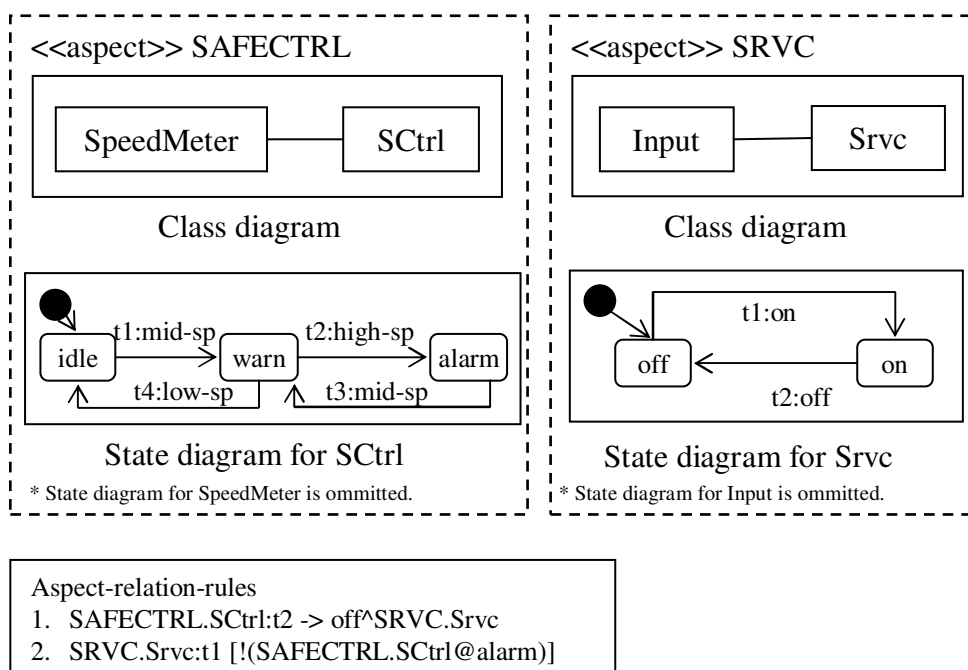 <<aspect>> SAFECTRL
SpeedMeter
SCtrl
Class diagram
t1:mid-sp
t2:high-sp
idle
warn
alarm
t4:low-sp
t3:mid-sp
State diagram for SCtrl
* State diagram for SpeedMeter is ommitted.
<<aspect>> SRVC
Input
Srvc
Class diagram
t1:on
off
on
t2:off
State diagram for Srvc
* State diagram for Input is ommitted.
Aspect-relation-rules
1. SAFECTRL.SCtrl:t2 -> off^SRVC.Srvc
2. SRVC.Srvc:t1 [!(SAFECTRL.SCtrl@alarm)]